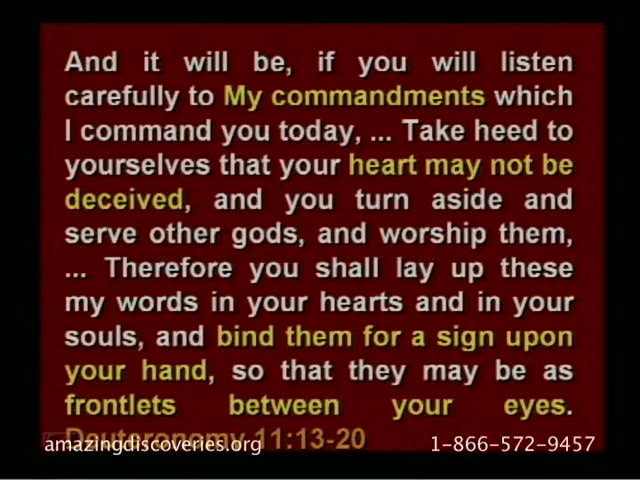 And it will be, if you will listen
carefully to My commandments which
I command you today, ... Take heed to
yourselves that your heart may not be
deceived, and you turn aside and
serve other gods, and worship them,
... Therefore you shall lay up these
my words in your hearts and in your
souls, and bind them for a sign upon
your hand, so that they may be as
frontlets between your eyes.
Deuteronomy 11:13-20
amazingdiscoveries.org 1-866-572-9457